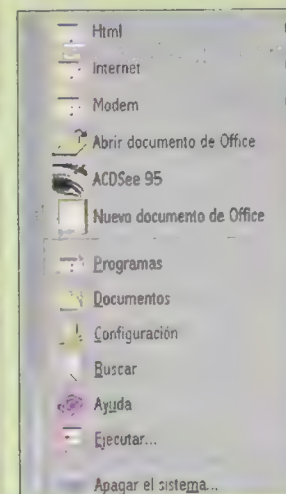 Html
Internet
Modem
Abrir documento de Office
ACDSee 95
Nuevo documento de Office
Programas
Documentos
Configuración
Buscar
Ayuda
Ejecutar...
Apagar el sistema...